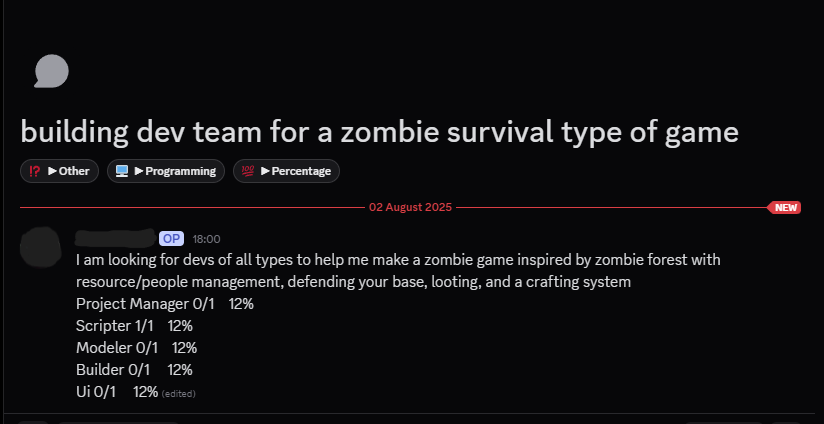 building dev team for a zombie survival type of game
⁉ ▶Other 🖥 ▶Programming 💯 ▶Percentage
02 August 2025 NEW
OP 18:00
I am looking for devs of all types to help me make a zombie game inspired by zombie forest with
resource/people management, defending your base, looting, and a crafting system
Project Manager 0/1 12%
Scripter 1/1 12%
Modeler 0/1 12%
Builder 0/1 12%
Ui 0/1 12% (edited)